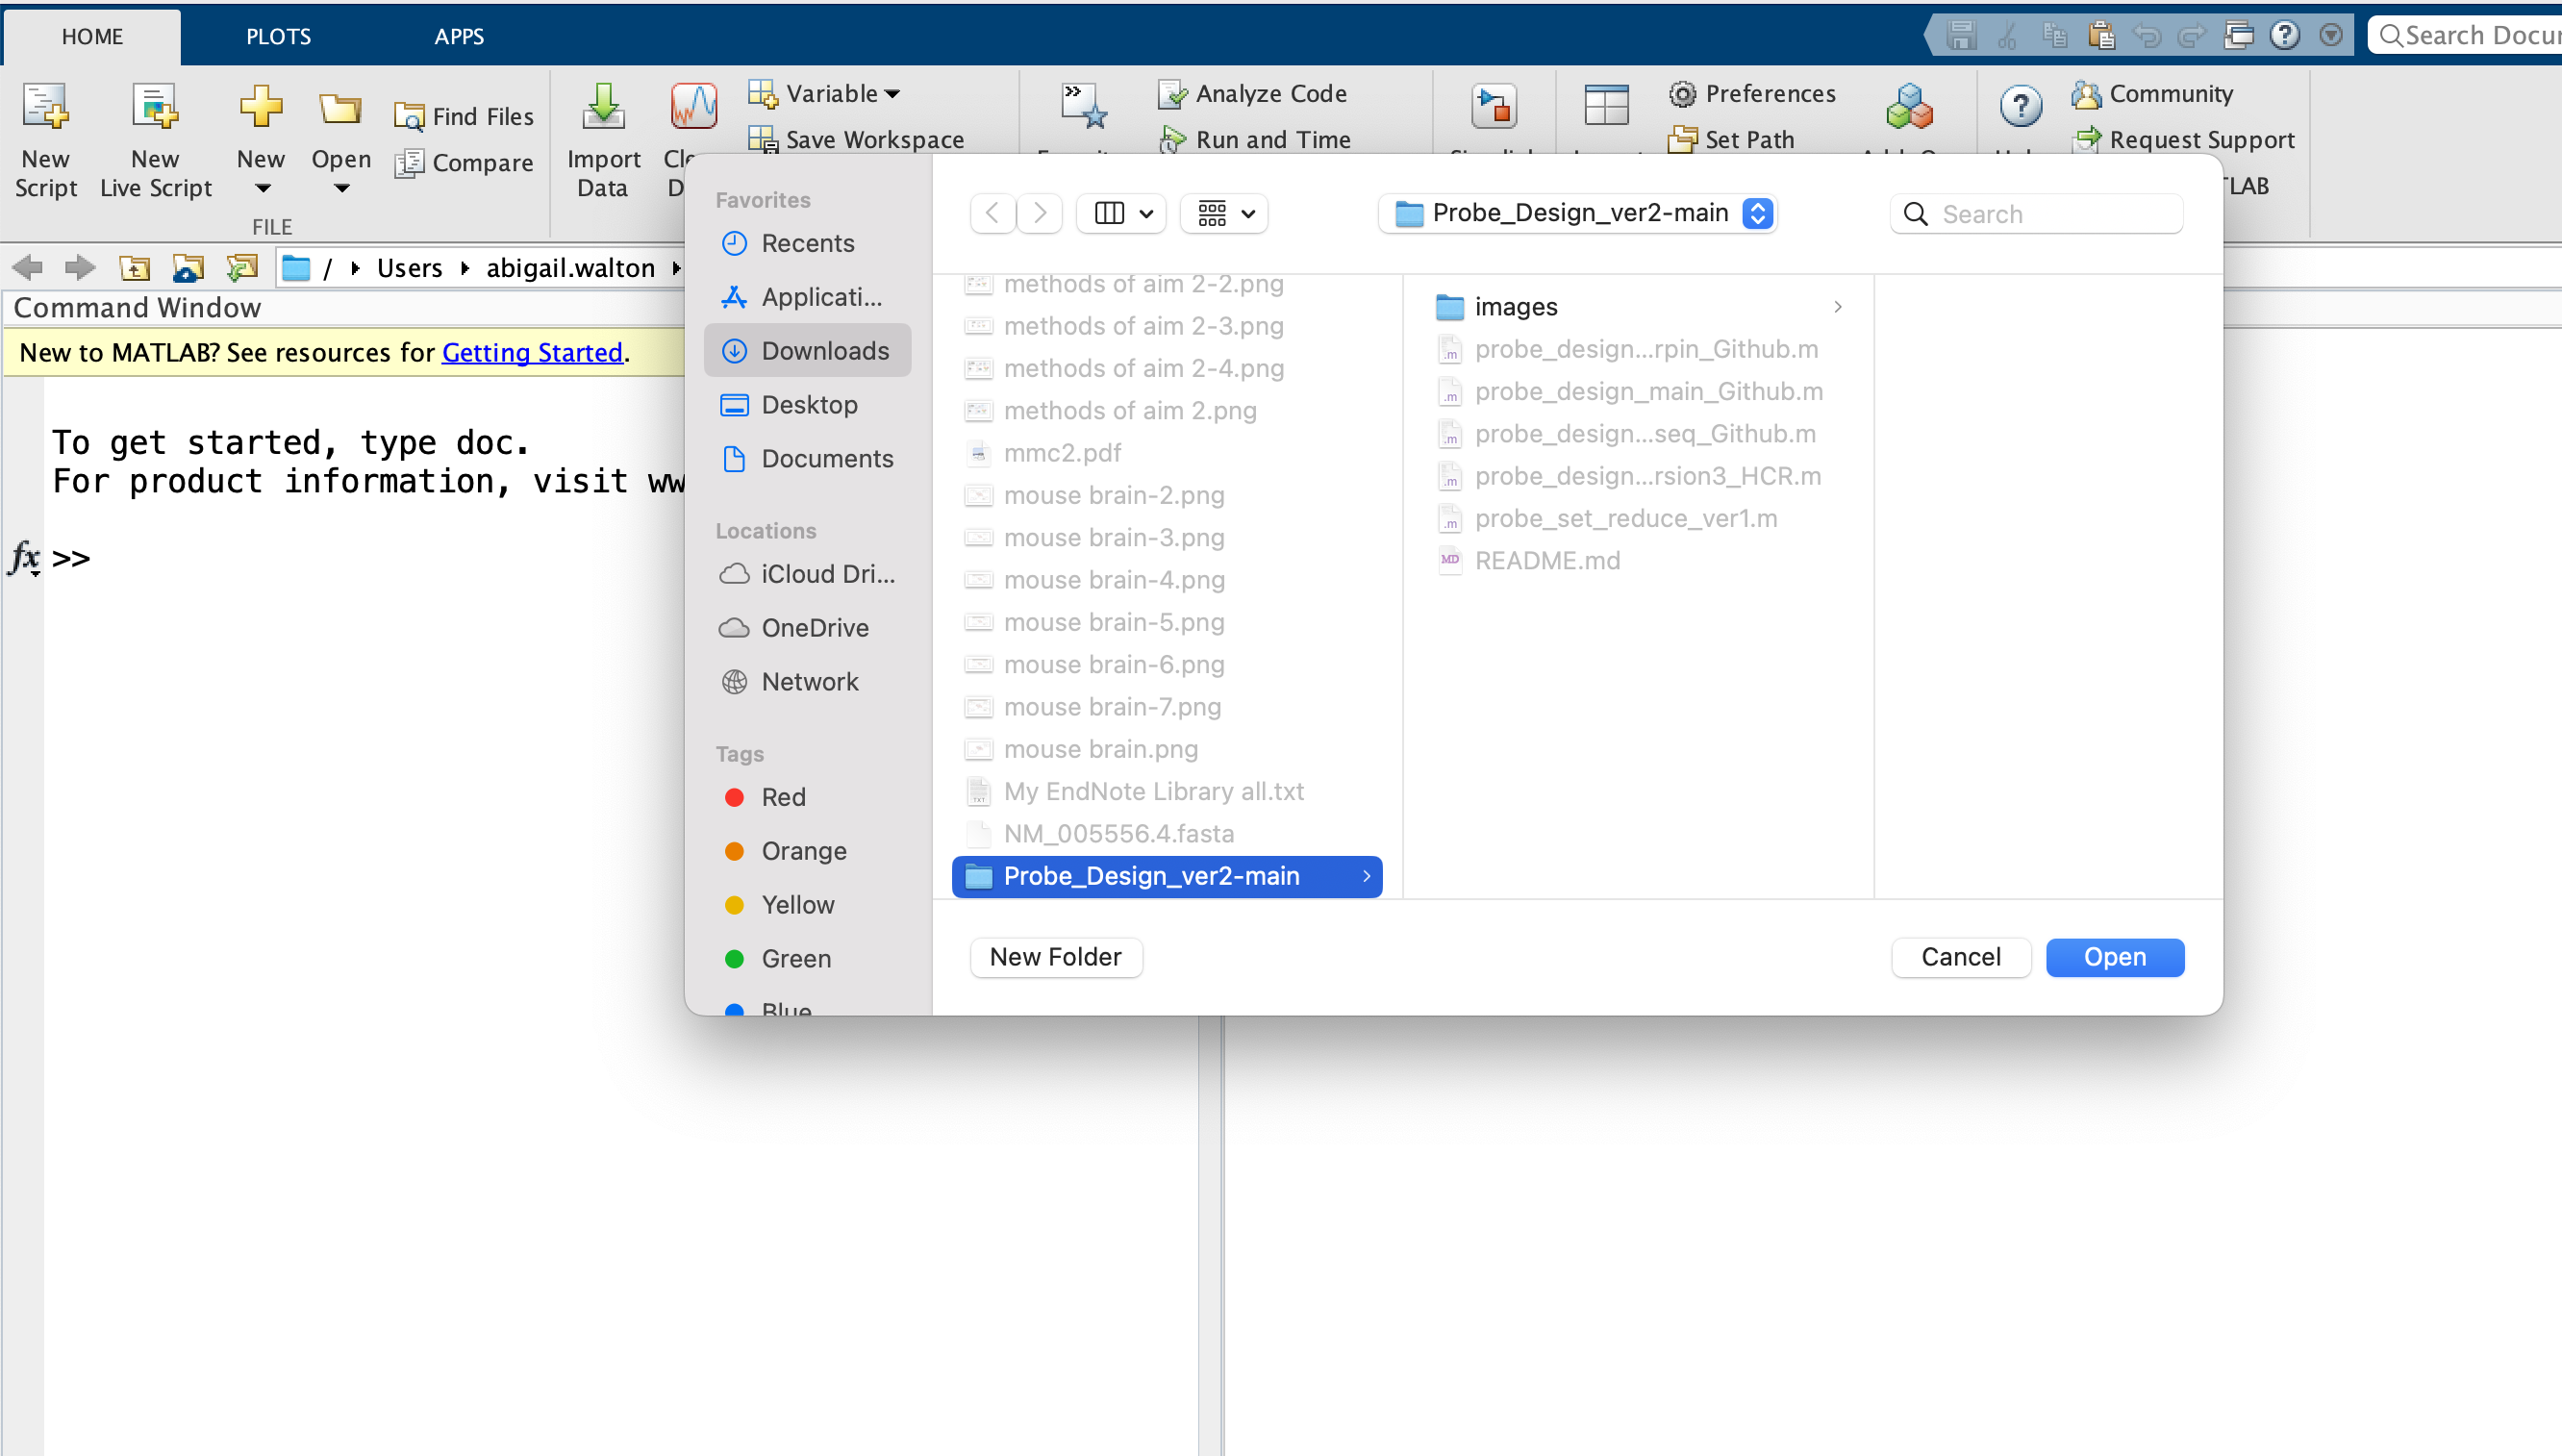 HOME PLOTS APPS
Search Docu
New Script
New Live Script
New
Open
Find Files
Compare
FILE
Import Data
Variable
Save Workspace
Analyze Code
Run and Time
Preferences
Set Path
Community
Request Support
TLAB
/ Users abigail.walton
Command Window
New to MATLAB? See resources for Getting Started.
To get started, type doc.
For product information, visit ww
fx >>
Favorites
Recents
Applicati...
Downloads
Desktop
Documents
Locations
iCloud Dri...
OneDrive
Network
Tags
Red
Orange
Yellow
Green
Blue
Probe_Design_ver2-main
Search
methods of aim 2-2.png
methods of aim 2-3.png
methods of aim 2-4.png
methods of aim 2.png
mmc2.pdf
mouse brain-2.png
mouse brain-3.png
mouse brain-4.png
mouse brain-5.png
mouse brain-6.png
mouse brain-7.png
mouse brain.png
My EndNote Library all.txt
NM_005556.4.fasta
Probe_Design_ver2-main
images
probe_design...rpin_Github.m
probe_design_main_Github.m
probe_design...seq_Github.m
probe_design...rsion3_HCR.m
probe_set_reduce_ver1.m
README.md
New Folder
Cancel
Open